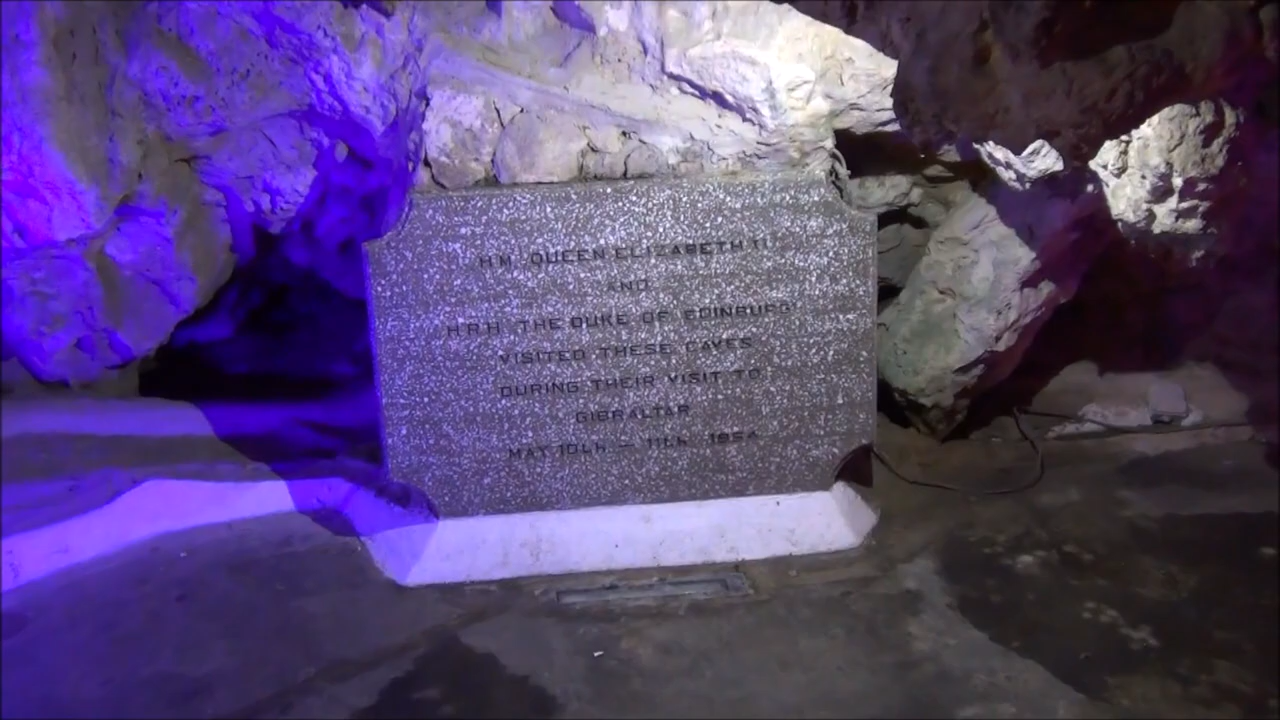 H.M. QUEEN ELIZABETH II
AND
H.R.H. THE DUKE OF EDINBURGH
VISITED THESE CAVES
DURING THEIR VISIT TO
GIBRALTAR
MAY 10th. — 11th. 1954